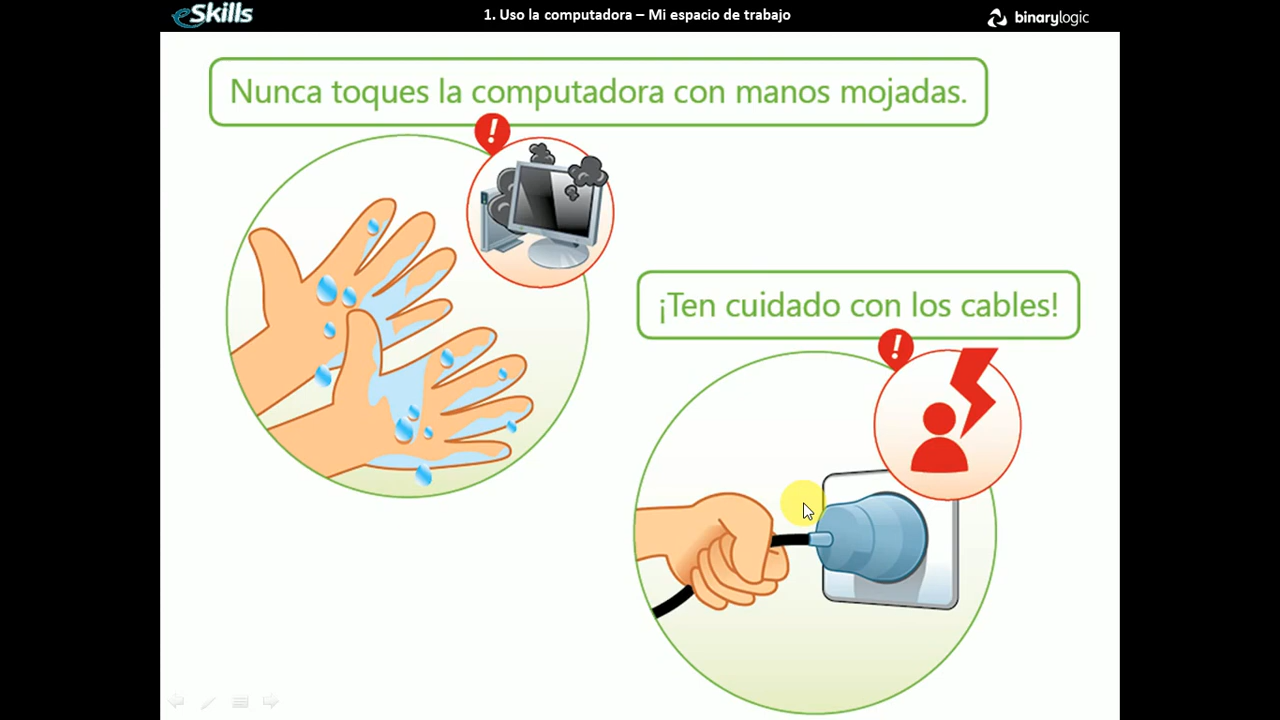 eSkills
1. Uso la computadora – Mi espacio de trabajo
binarylogic
Nunca toques la computadora con manos mojadas.
!
¡Ten cuidado con los cables!
!